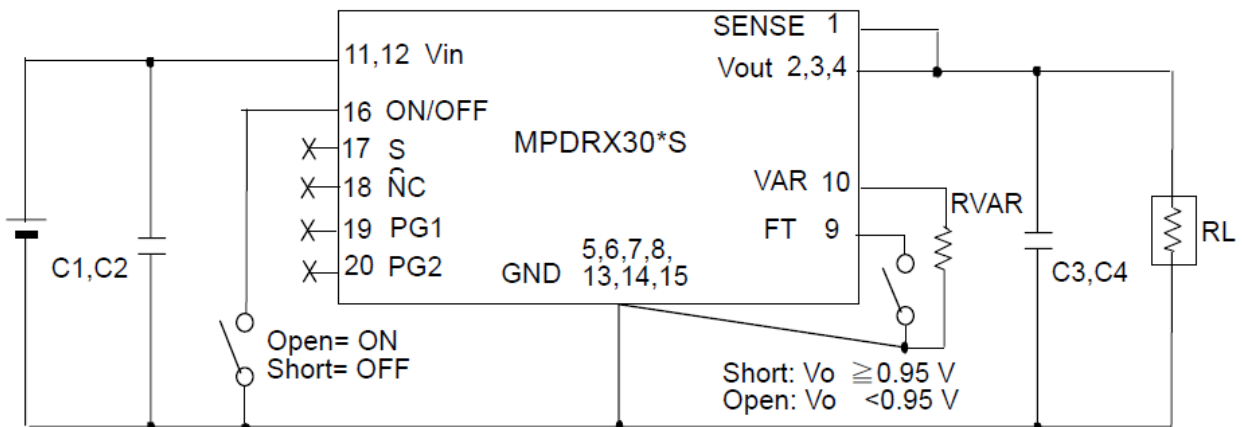 SENSE 1
11,12 Vin
Vout 2,3,4
16 ON/OFF
17 S
MPDRX30*S
18 NC
VAR 10
RVAR
19 PG1
FT 9
RL
20 PG2
C1,C2
GND 5,6,7,8,
13,14,15
C3,C4
Open= ON
Short= OFF
Short: Vo ≧0.95 V
Open: Vo <0.95 V